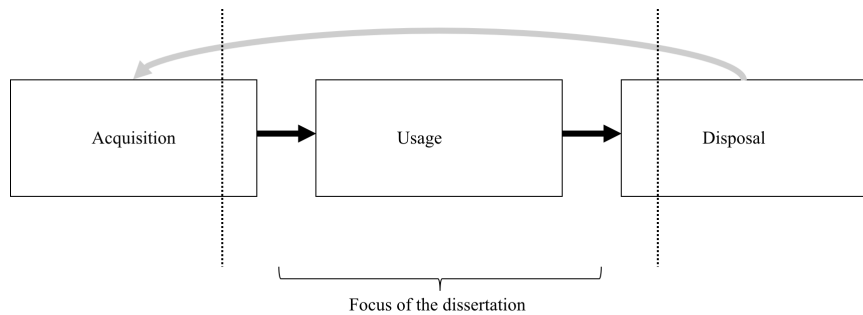 Acquisition
Usage
Disposal
Focus of the dissertation